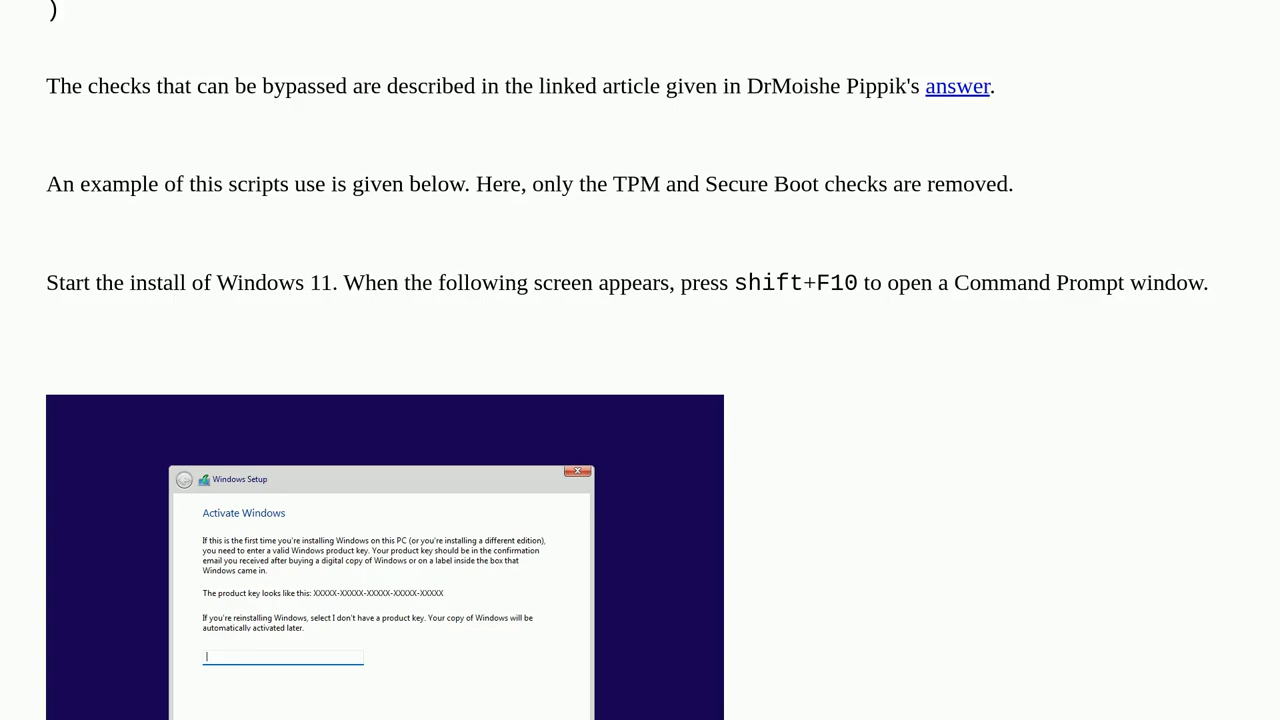 )
The checks that can be bypassed are described in the linked article given in DrMoishe Pippik's answer.
An example of this scripts use is given below. Here, only the TPM and Secure Boot checks are removed.
Start the install of Windows 11. When the following screen appears, press shift+F10 to open a Command Prompt window.
Windows Setup
Activate Windows
If this is the first time you're installing Windows on this PC (or you're installing a different edition),
you need to enter a valid Windows product key. Your product key should be in the confirmation
email you received after buying a digital copy of Windows or on a label inside the box that
Windows came in.
The product key looks like this: XXXXX-XXXXX-XXXXX-XXXXX-XXXXX
If you're reinstalling Windows, select I don't have a product key. Your copy of Windows will be
automatically activated later.